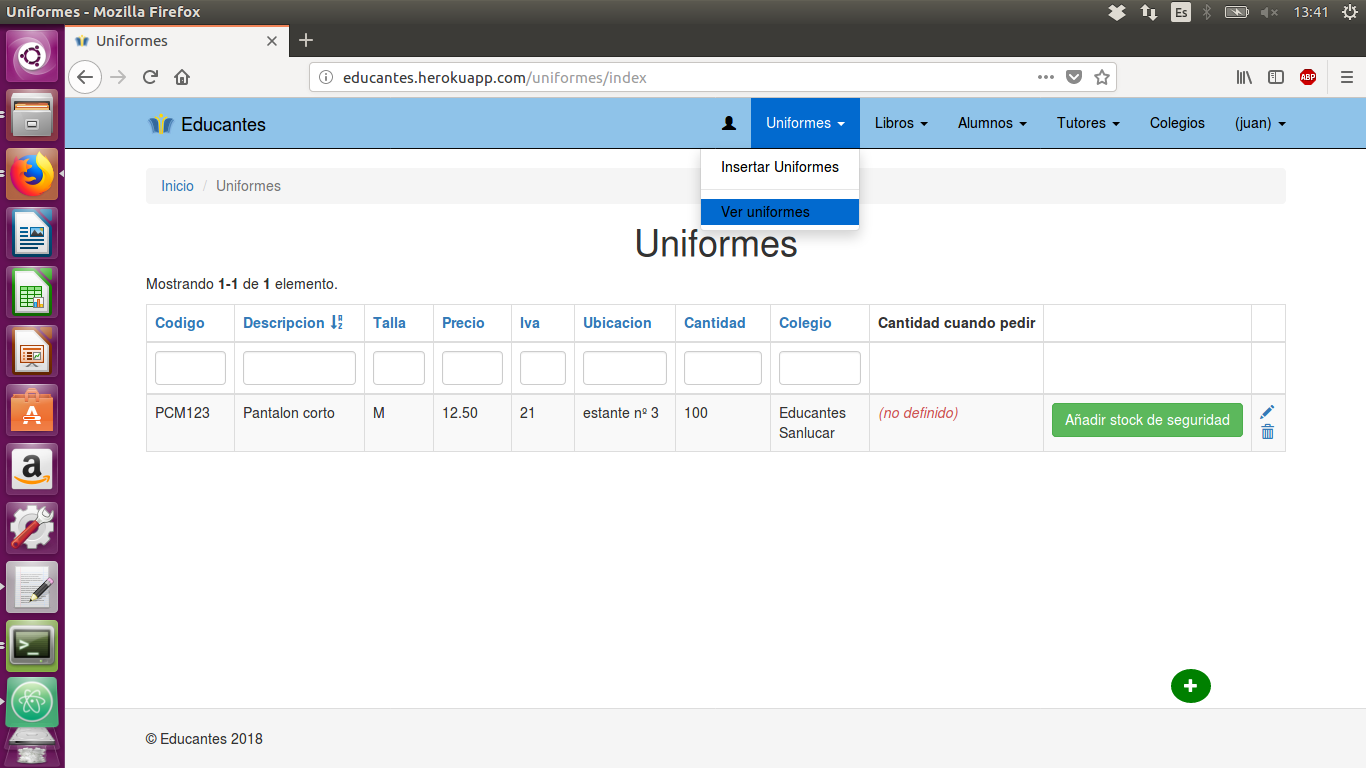 Uniformes - Mozilla Firefox
Es
13:41
Uniformes
educantes.herokuapp.com/uniformes/index
ABP
Educantes
Uniformes
Libros
Alumnos
Tutores
Colegios
(juan)
Insertar Uniformes
Ver uniformes
Inicio / Uniformes
Uniformes
Mostrando 1-1 de 1 elemento.
Codigo Descripcion Talla Precio Iva Ubicacion Cantidad Colegio Cantidad cuando pedir
PCM123 Pantalon corto M 12.50 21 estante nº 3 100 Educantes Sanlucar (no definido) Añadir stock de seguridad
© Educantes 2018